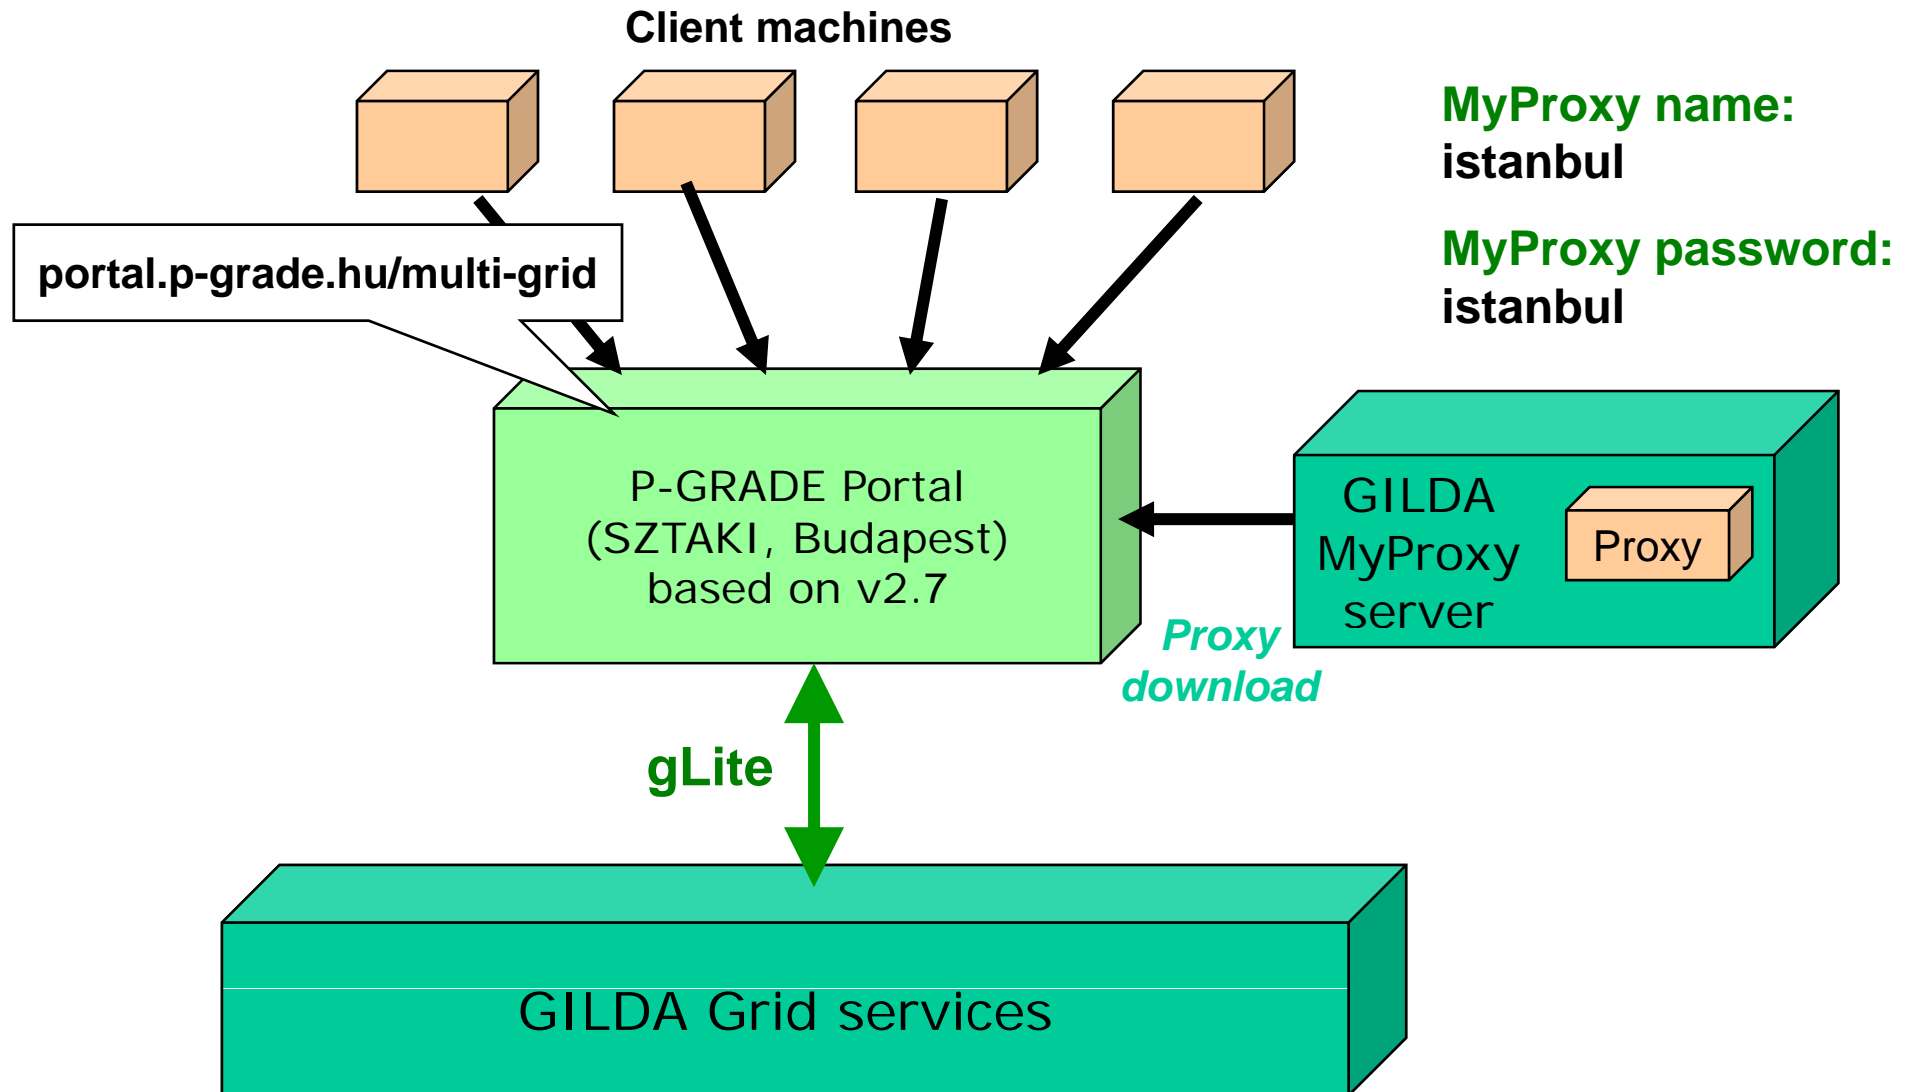 Client machines
MyProxy name:
istanbul
MyProxy password:
istanbul
portal.p-grade.hu/multi-grid
P-GRADE Portal
(SZTAKI, Budapest)
based on v2.7
GILDA
MyProxy
server
Proxy
Proxy
download
gLite
GILDA Grid services